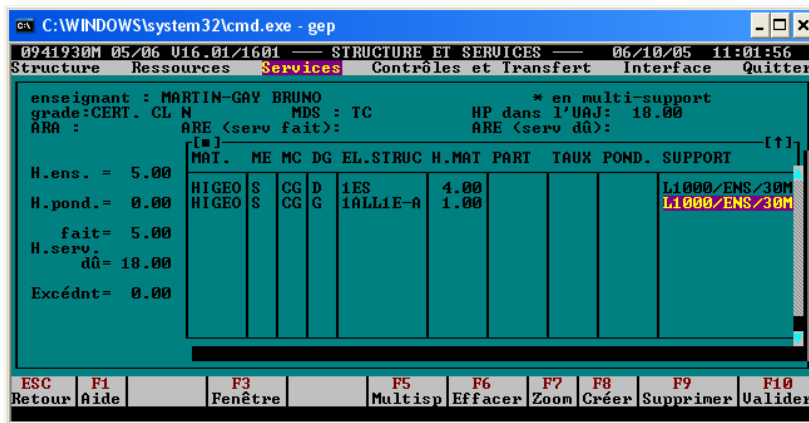 C:\WINDOWS\system32\cmd.exe - gep
0941930M 05/06 V16.01/1601 —— STRUCTURE ET SERVICES —— 06/10/05 11:01:56
Structure Ressources Services Contrôles et Transfert Interface Quitter
enseignant : MARTIN-GAY BRUNO * en multi-support
grade:CERT. CL N MDS : TC HP dans l'UAJ: 18.00
ARA : ARE (serv fait): ARE (serv dû):
MAT. ME MC DG EL.STRUC H.MAT PART TAUX POND. SUPPORT
H.ens. = 5.00
HIGEO S CG D 1ES 4.00 L1000/ENS/30M
H.pond.= 0.00 HIGEO S CG G 1ALL1E-A 1.00 L1000/ENS/30M
fait= 5.00
H.serv.
dû= 18.00
Excédnt= 0.00
ESC F1 F3 F5 F6 F7 F8 F9 F10
Retour Aide Fenêtre Multisp Effacer Zoom Créer Supprimer Valider